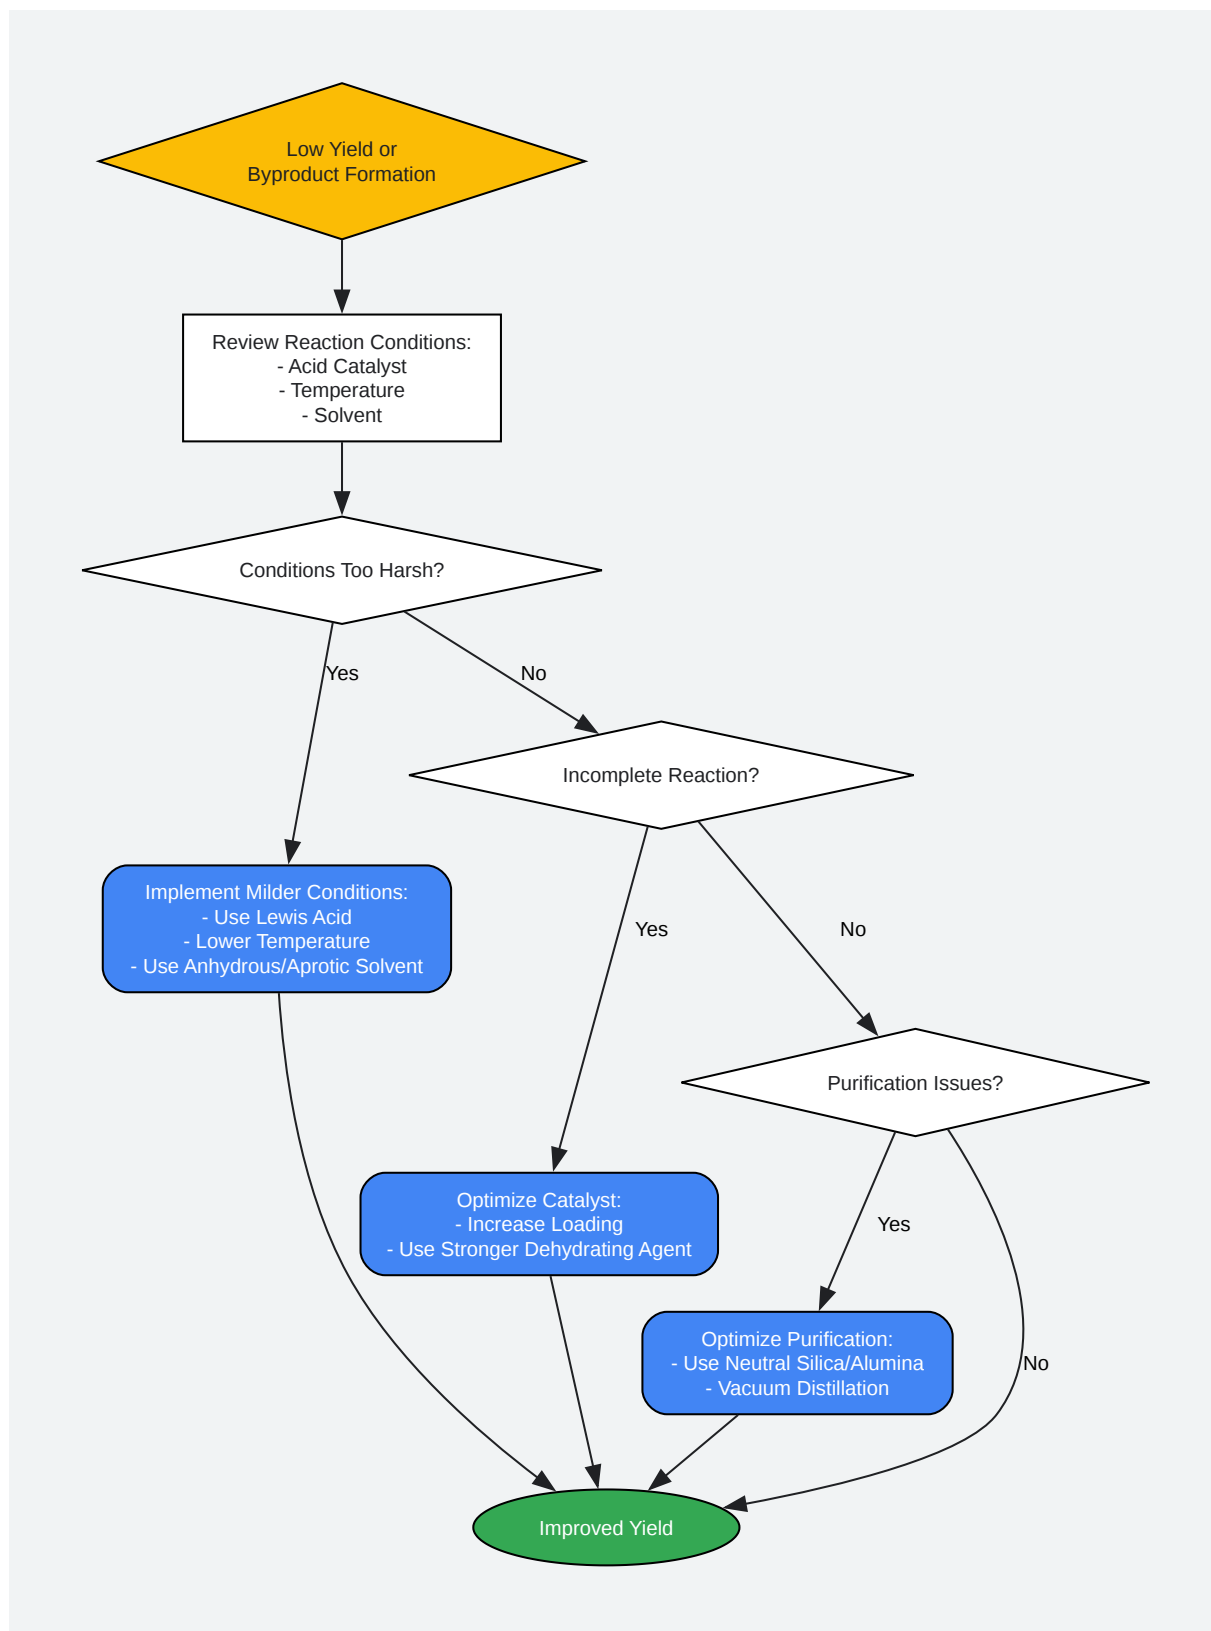 Low Yield or
Byproduct Formation
Review Reaction Conditions:
- Acid Catalyst
- Temperature
- Solvent
Conditions Too Harsh?
Yes
No
Incomplete Reaction?
Implement Milder Conditions:
- Use Lewis Acid
- Lower Temperature
- Use Anhydrous/Aprotic Solvent
Yes
No
Purification Issues?
Optimize Catalyst:
- Increase Loading
- Use Stronger Dehydrating Agent
Yes
Optimize Purification:
- Use Neutral Silica/Alumina
- Vacuum Distillation
No
Improved Yield